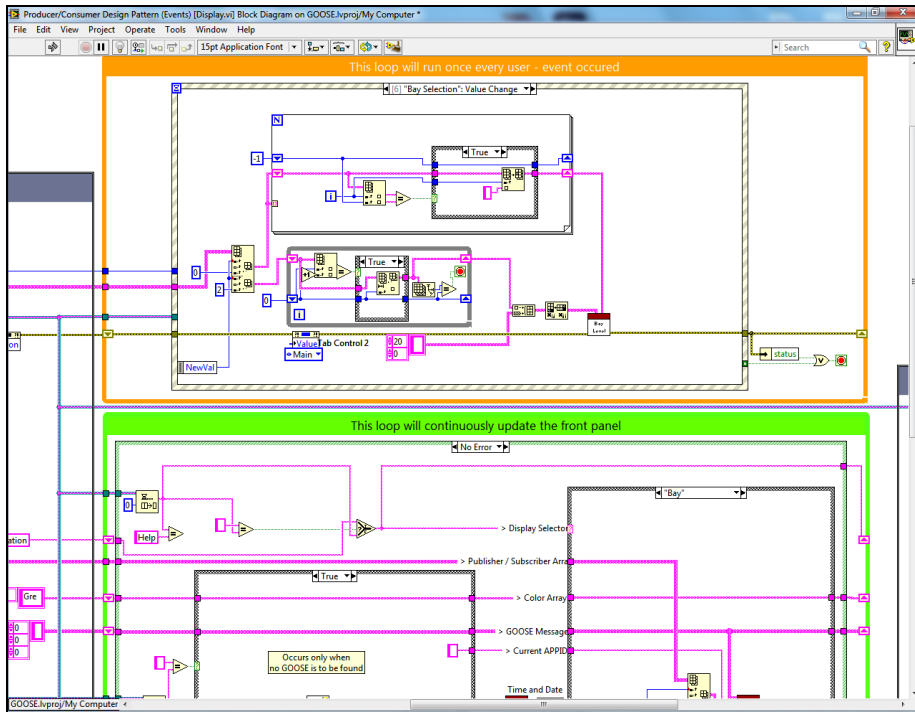 Producer/Consumer Design Pattern (Events) [Display.vi] Block Diagram on GOOSE.lvproj/My Computer *
File Edit View Project Operate Tools Window Help
15pt Application Font
Search
This loop will run once every user - event occured
[6] "Bay Selection": Value Change
N
-1
True
i
0
True
2
0
i
on
Value
Tab Control 2
Main
20
0
Bay
Local
status
NewVal
This loop will continuously update the front panel
No Error
"Bay"
0
Help
> Display Selector
ation
> Publisher / Subscriber Arra
True
Gre
> Color Array
0
0
0
> GOOSE Message
> Current APPID
Occurs only when
no GOOSE is to be found
Time and Date
GOOSE.lvproj/My Computer